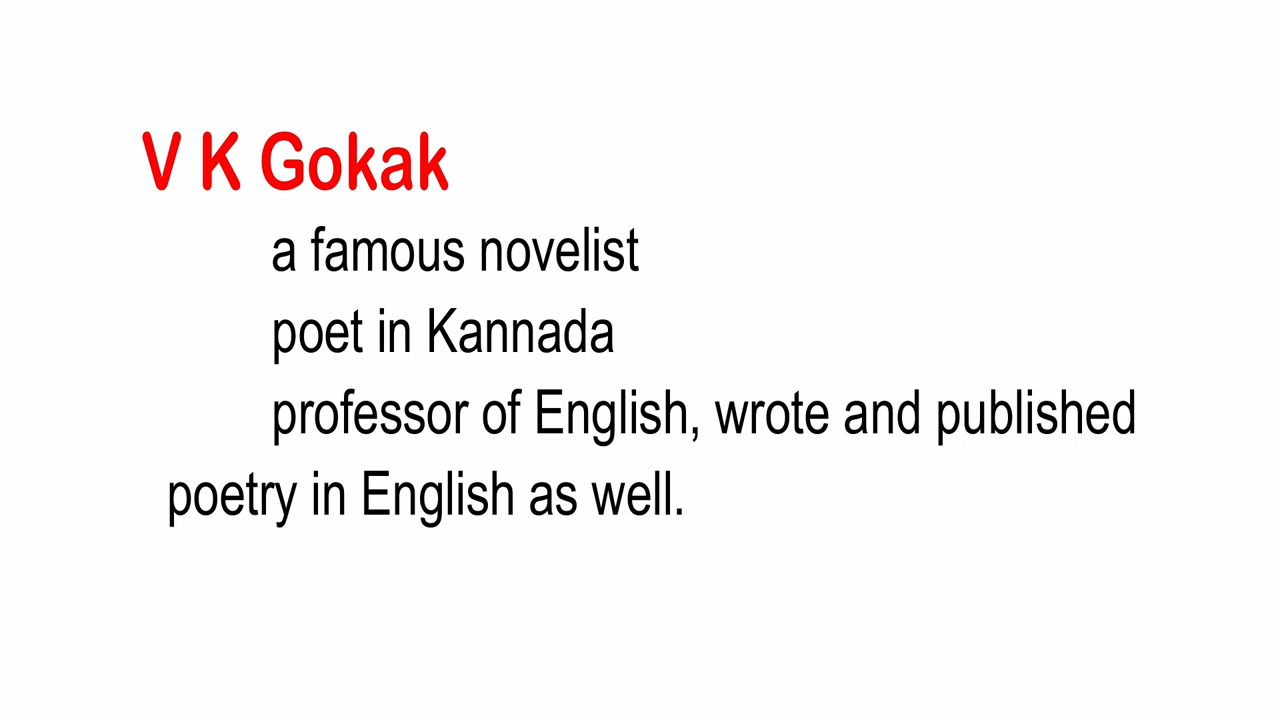 V K Gokak
a famous novelist
poet in Kannada
professor of English, wrote and published
poetry in English as well.